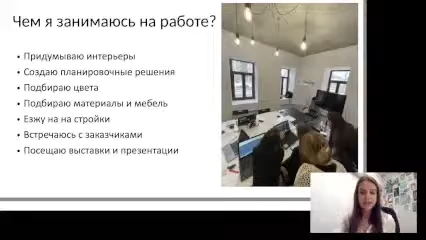 Чем я занимаюсь на работе?
• Придумываю интерьеры
• Создаю планировочные решения
• Подбираю цвета
• Подбираю материалы и мебель
• Езжу на на стройки
• Встречаюсь с заказчиками
• Посещаю выставки и презентации